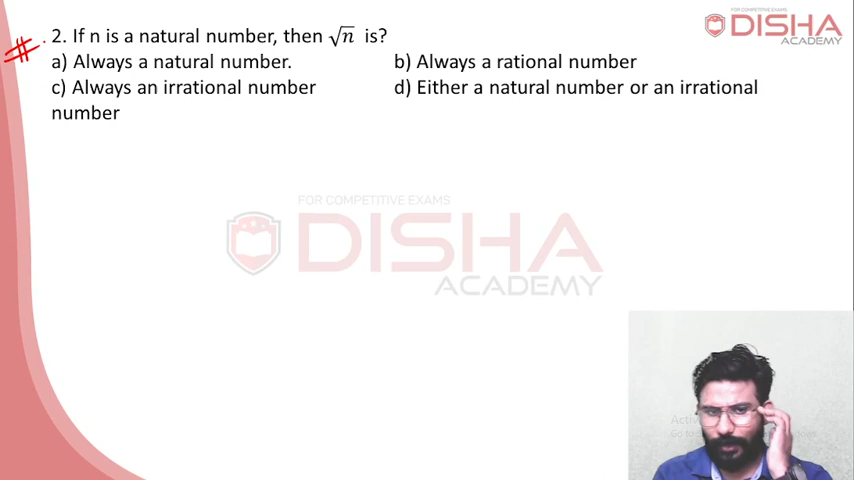 FOR COMPETITIVE EXAMS
DISHA
ACADEMY
2. If n is a natural number, then √n is?
a) Always a natural number. b) Always a rational number
c) Always an irrational number d) Either a natural number or an irrational
number
FOR COMPETITIVE EXAMS
DISHA
ACADEMY